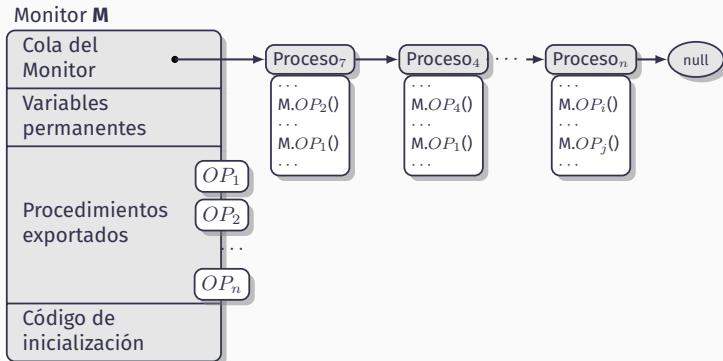 Monitor M
Cola del
Monitor
Variables
permanentes
Procedimientos
exportados
Código de
inicialización
OP₁
OP₂
...
OPₙ
Proceso₇
...
M.OP₂()
...
M.OP₁()
...
Proceso₄
...
M.OP₄()
...
M.OP₁()
...
...
Procesoₙ
...
M.OPᵢ()
...
M.OPⱼ()
...
null